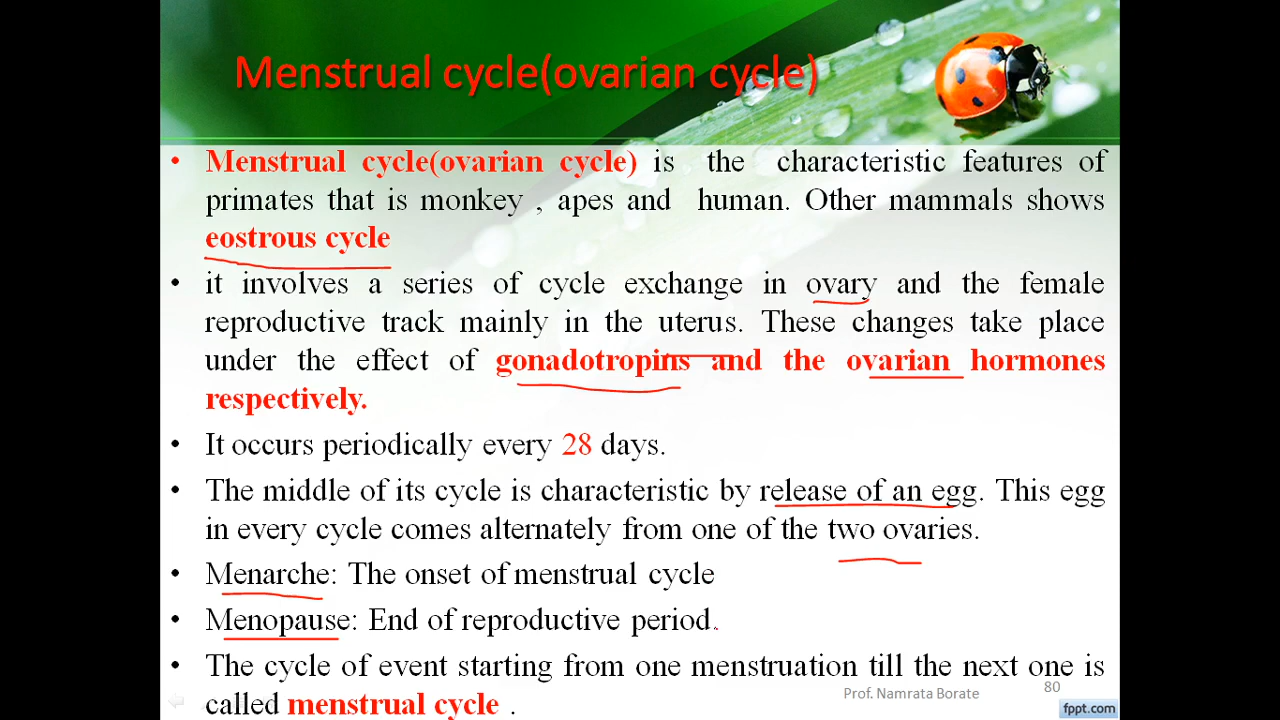 Menstrual cycle(ovarian cycle)
• Menstrual cycle(ovarian cycle) is the characteristic features of
primates that is monkey , apes and human. Other mammals shows
eostrous cycle
• it involves a series of cycle exchange in ovary and the female
reproductive track mainly in the uterus. These changes take place
under the effect of gonadotropins and the ovarian hormones
respectively.
• It occurs periodically every 28 days.
• The middle of its cycle is characteristic by release of an egg. This egg
in every cycle comes alternately from one of the two ovaries.
• Menarche: The onset of menstrual cycle
• Menopause: End of reproductive period.
• The cycle of event starting from one menstruation till the next one is
called menstrual cycle .
Prof. Namrata Borate
80
fppt.com